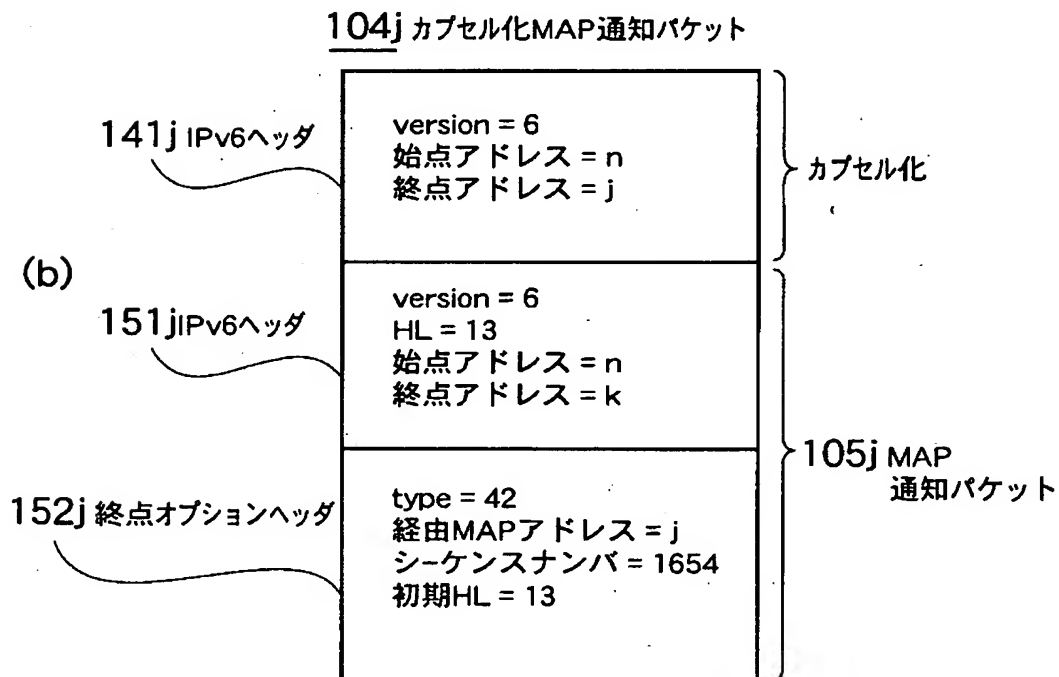 104j カプセル化MAP通知パケット
141j IPv6ヘッダ
version = 6
始点アドレス = n
終点アドレス = j
カプセル化
(b)
151jIPv6ヘッダ
version = 6
HL = 13
始点アドレス = n
終点アドレス = k
105j MAP
通知パケット
152j 終点オプションヘッダ
type = 42
経由MAPアドレス = j
シーケンスナンバ = 1654
初期HL = 13